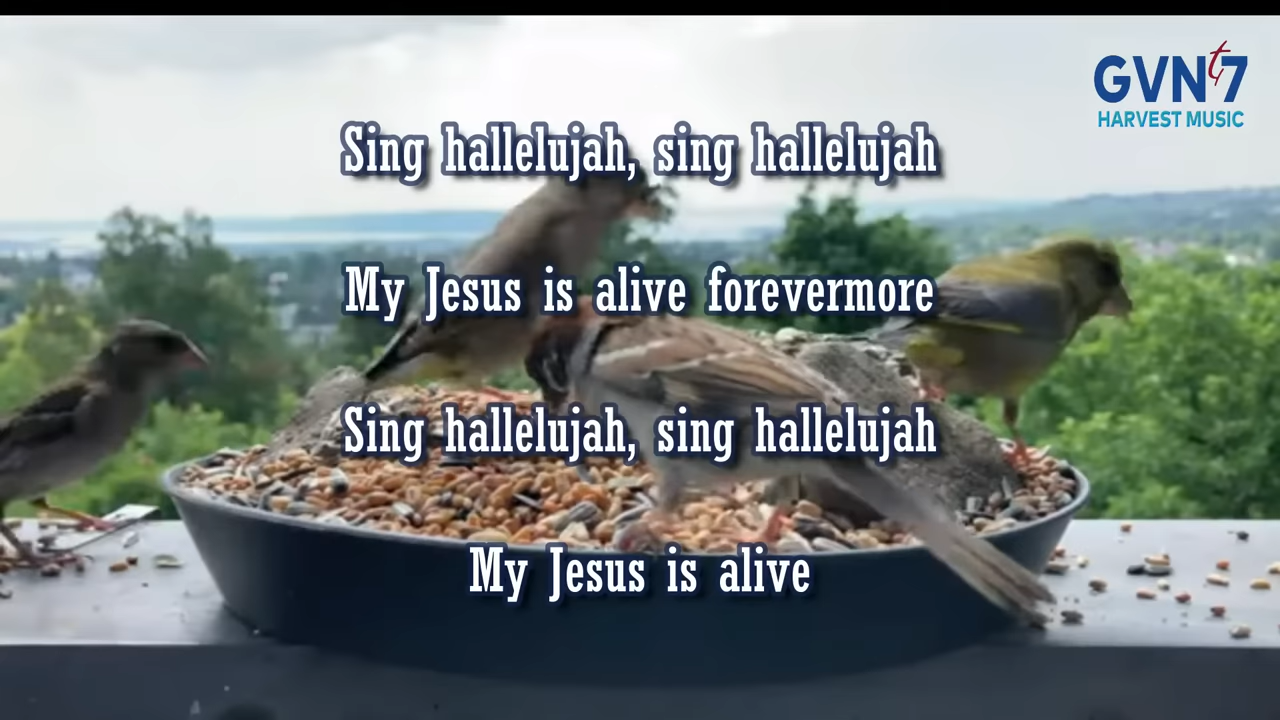 GVNt7
HARVEST MUSIC
Sing hallelujah, sing hallelujah
My Jesus is alive forevermore
Sing hallelujah, sing hallelujah
My Jesus is alive